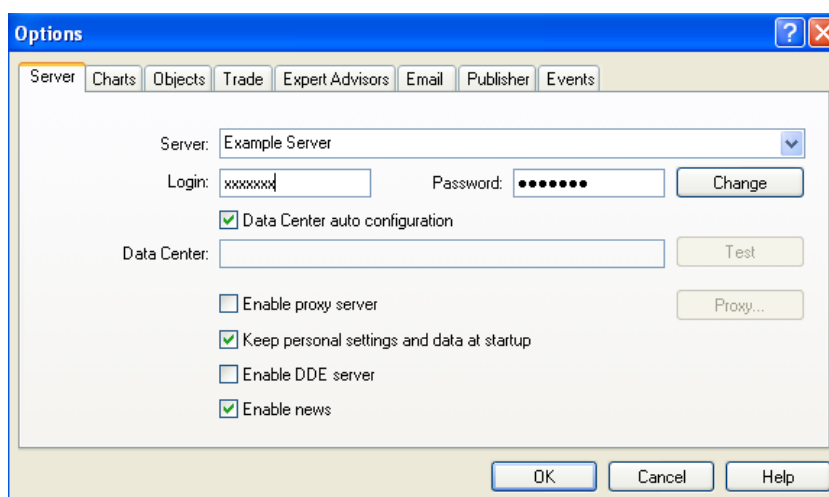 Options
Server Charts Objects Trade Expert Advisors Email Publisher Events
Server: Example Server
Login: xxxxxxx Password: ●●●●●●● Change
Data Center auto configuration
Data Center: Test
Enable proxy server Proxy...
Keep personal settings and data at startup
Enable DDE server
Enable news
OK Cancel Help